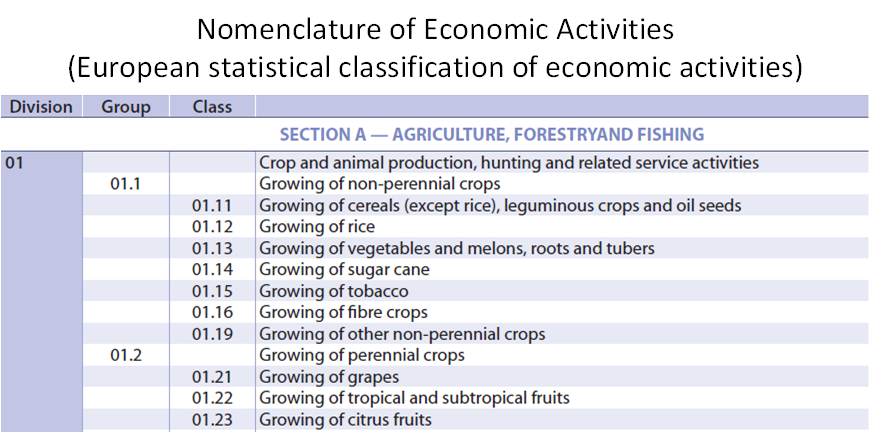 Nomenclature of Economic Activities
(European statistical classification of economic activities)
Division Group Class
SECTION A — AGRICULTURE, FORESTRYAND FISHING
01 Crop and animal production, hunting and related service activities
01.1 Growing of non-perennial crops
01.11 Growing of cereals (except rice), leguminous crops and oil seeds
01.12 Growing of rice
01.13 Growing of vegetables and melons, roots and tubers
01.14 Growing of sugar cane
01.15 Growing of tobacco
01.16 Growing of fibre crops
01.19 Growing of other non-perennial crops
01.2 Growing of perennial crops
01.21 Growing of grapes
01.22 Growing of tropical and subtropical fruits
01.23 Growing of citrus fruits